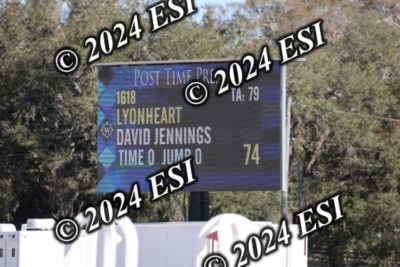 © 2024 ESI
© 2024 ESI
POST TIME
1618 TA: 79
LYONHEART
DAVID JENNINGS
TIME 0 JUMP 0 74
© 2024 ESI
© 2024 ESI
© 2024 ESI